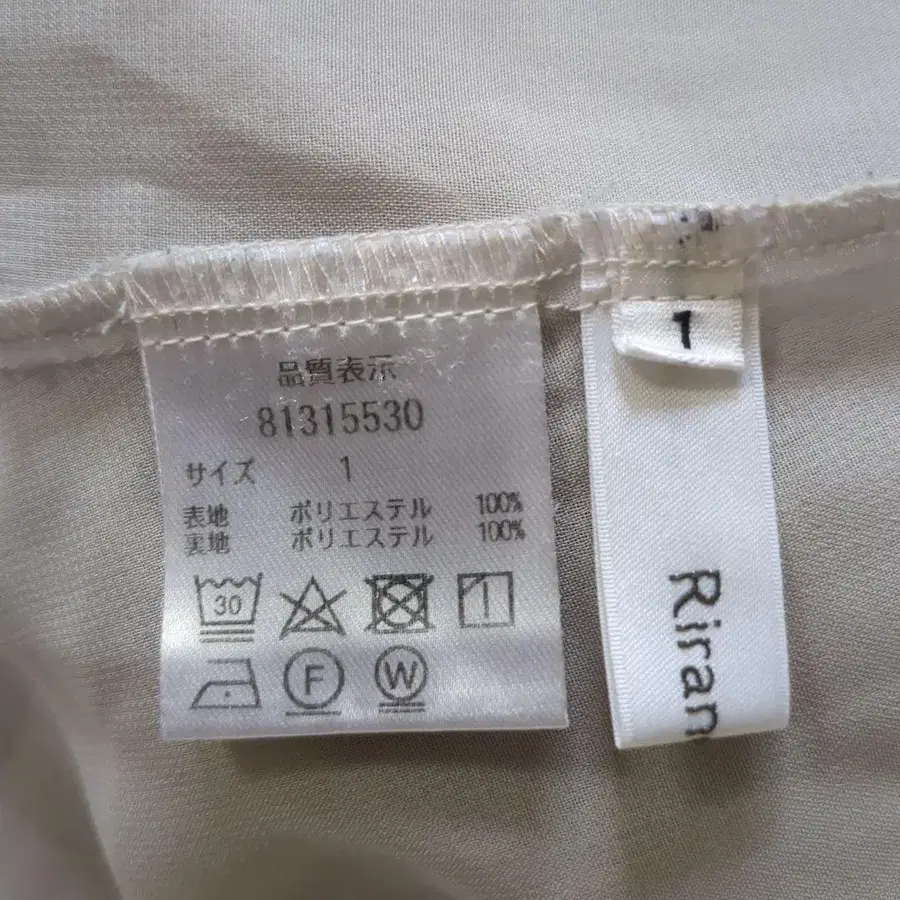 品質表示
81315530
サイズ 1
表地 ポリエステル 100%
裏地 ポリエステル 100%
30
F
W
1
Riran